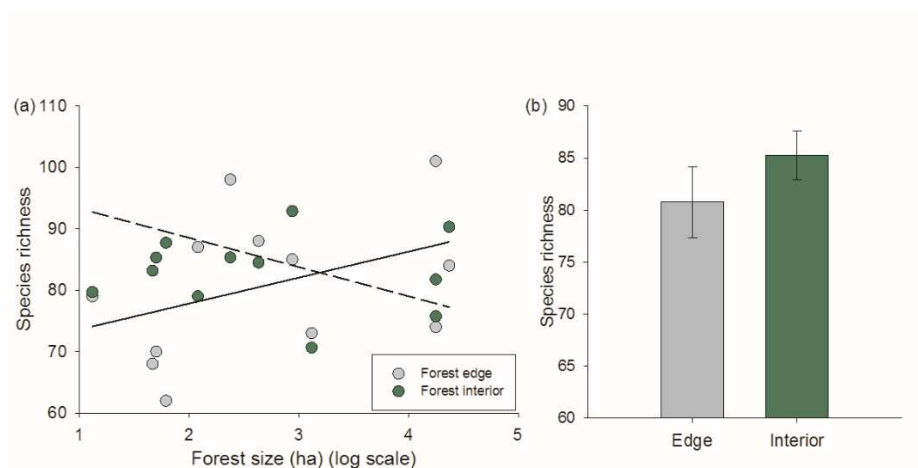 (a)
110
100
90
80
70
60
Species richness
1 2 3 4 5
Forest size (ha) (log scale)
Forest edge
Forest interior
(b)
90
85
80
75
70
65
60
Species richness
Edge Interior